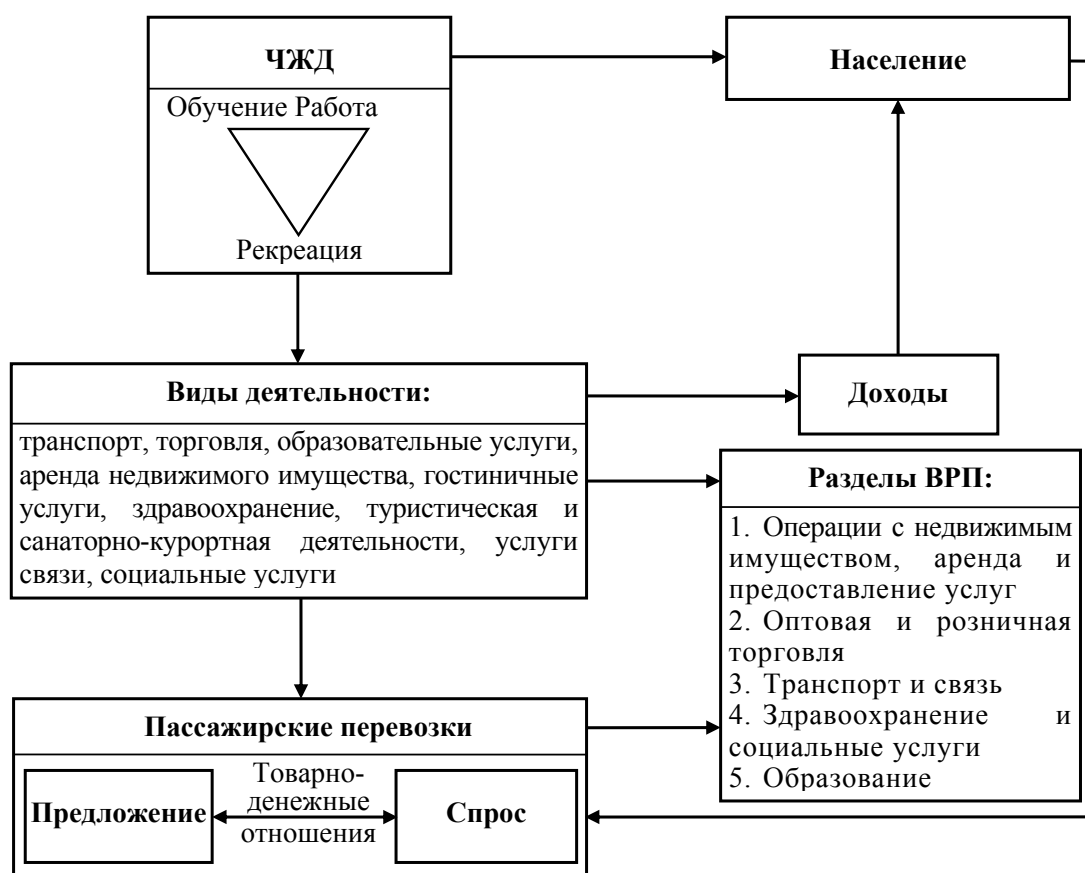 ЧЖД
Обучение Работа
Рекреация
Население
Виды деятельности:
транспорт, торговля, образовательные услуги,
аренда недвижимого имущества, гостиничные
услуги, здравоохранение, туристическая и
санаторно-курортная деятельности, услуги
связи, социальные услуги
Доходы
Разделы ВРП:
1. Операции с недвижимым
имуществом, аренда и
предоставление услуг
2. Оптовая и розничная
торговля
3. Транспорт и связь
4. Здравоохранение и
социальные услуги
5. Образование
Пассажирские перевозки
Предложение
Товарно-
денежные
отношения
Спрос